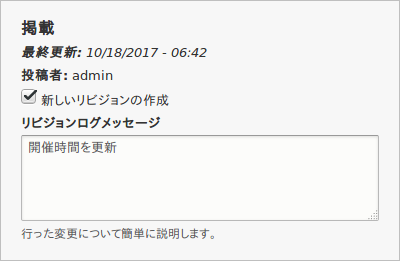 掲載
最終更新: 10/18/2017 - 06:42
投稿者: admin
新しいリビジョンの作成
リビジョンログメッセージ
開催時間を更新
行った変更について簡単に説明します。